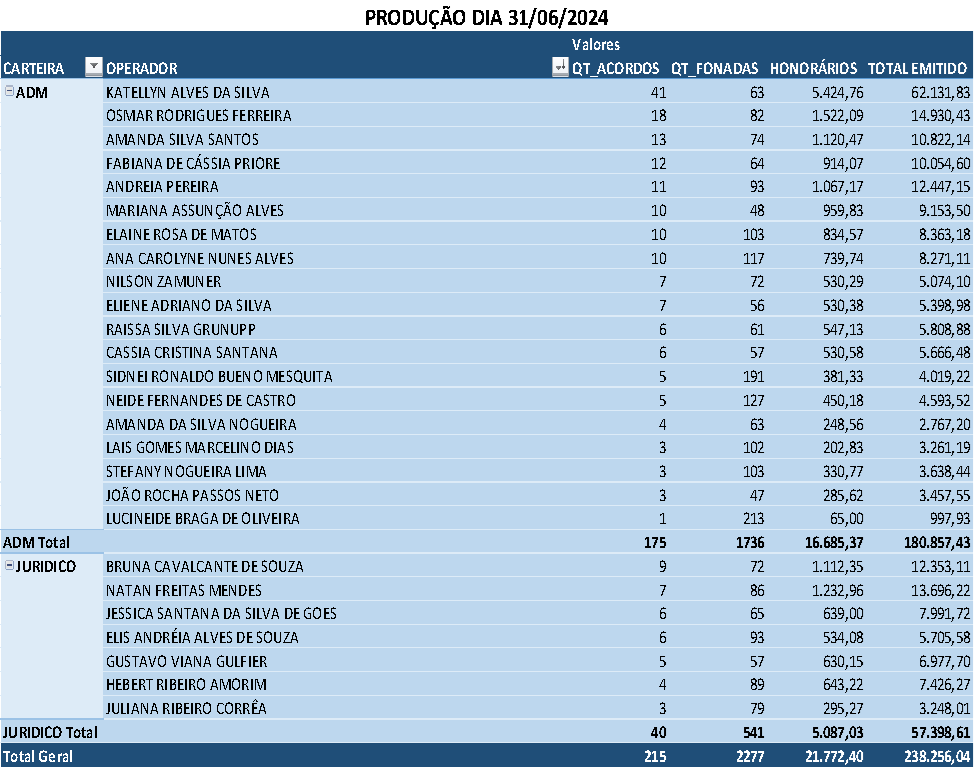 PRODUÇÃO DIA 31/06/2024
Valores
CARTEIRA OPERADOR QT_ACORDOS QT_FONADAS HONORÁRIOS TOTAL EMITIDO
ADM KATELLYN ALVES DA SILVA 41 63 5.424,76 62.131,83
OSMAR RODRIGUES FERREIRA 18 82 1.522,09 14.930,43
AMANDA SILVA SANTOS 13 74 1.120,47 10.822,14
FABIANA DE CÁSSIA PRIORE 12 64 914,07 10.054,60
ANDREIA PEREIRA 11 93 1.067,17 12.447,15
MARIANA ASSUNÇÃO ALVES 10 48 959,83 9.153,50
ELAINE ROSA DE MATOS 10 103 834,57 8.363,18
ANA CAROLYNE NUNES ALVES 10 117 739,74 8.271,11
NILSON ZAMUNER 7 72 530,29 5.074,10
ELIENE ADRIANO DA SILVA 7 56 530,38 5.398,98
RAISSA SILVA GRUNUPP 6 61 547,13 5.808,88
CASSIA CRISTINA SANTANA 6 57 530,58 5.666,48
SIDNEI RONALDO BUENO MESQUITA 5 191 381,33 4.019,22
NEIDE FERNANDES DE CASTRO 5 127 450,18 4.593,52
AMANDA DA SILVA NOGUEIRA 4 63 248,56 2.767,20
LAIS GOMES MARCELINO DIAS 3 102 202,83 3.261,19
STEFANY NOGUEIRA LIMA 3 103 330,77 3.638,44
JOÃO ROCHA PASSOS NETO 3 47 285,62 3.457,55
LUCINEIDE BRAGA DE OLIVEIRA 1 213 65,00 997,93
ADM Total 175 1736 16.685,37 180.857,43
JURIDICO BRUNA CAVALCANTE DE SOUZA 9 72 1.112,35 12.353,11
NATAN FREITAS MENDES 7 86 1.232,96 13.696,22
JESSICA SANTANA DA SILVA DE GOES 6 65 639,00 7.991,72
ELIS ANDRÉIA ALVES DE SOUZA 6 93 534,08 5.705,58
GUSTAVO VIANA GULFIER 5 57 630,15 6.977,70
HEBERT RIBEIRO AMORIM 4 89 643,22 7.426,27
JULIANA RIBEIRO CORRÊA 3 79 295,27 3.248,01
JURIDICO Total 40 541 5.087,03 57.398,61
Total Geral 215 2277 21.772,40 238.256,04